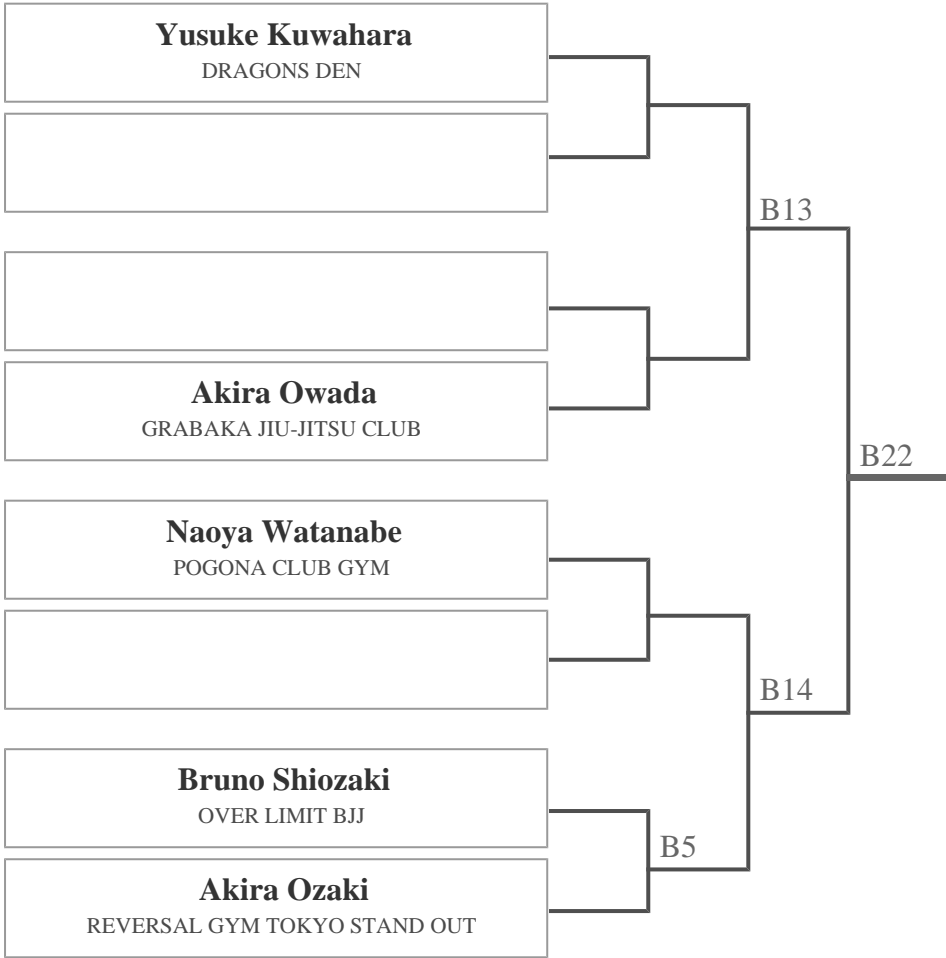 Yusuke Kuwahara
DRAGONS DEN
B13
Akira Owada
GRABAKA JIU-JITSU CLUB
B22
Naoya Watanabe
POGONA CLUB GYM
B14
Bruno Shiozaki
OVER LIMIT BJJ
B5
Akira Ozaki
REVERSAL GYM TOKYO STAND OUT